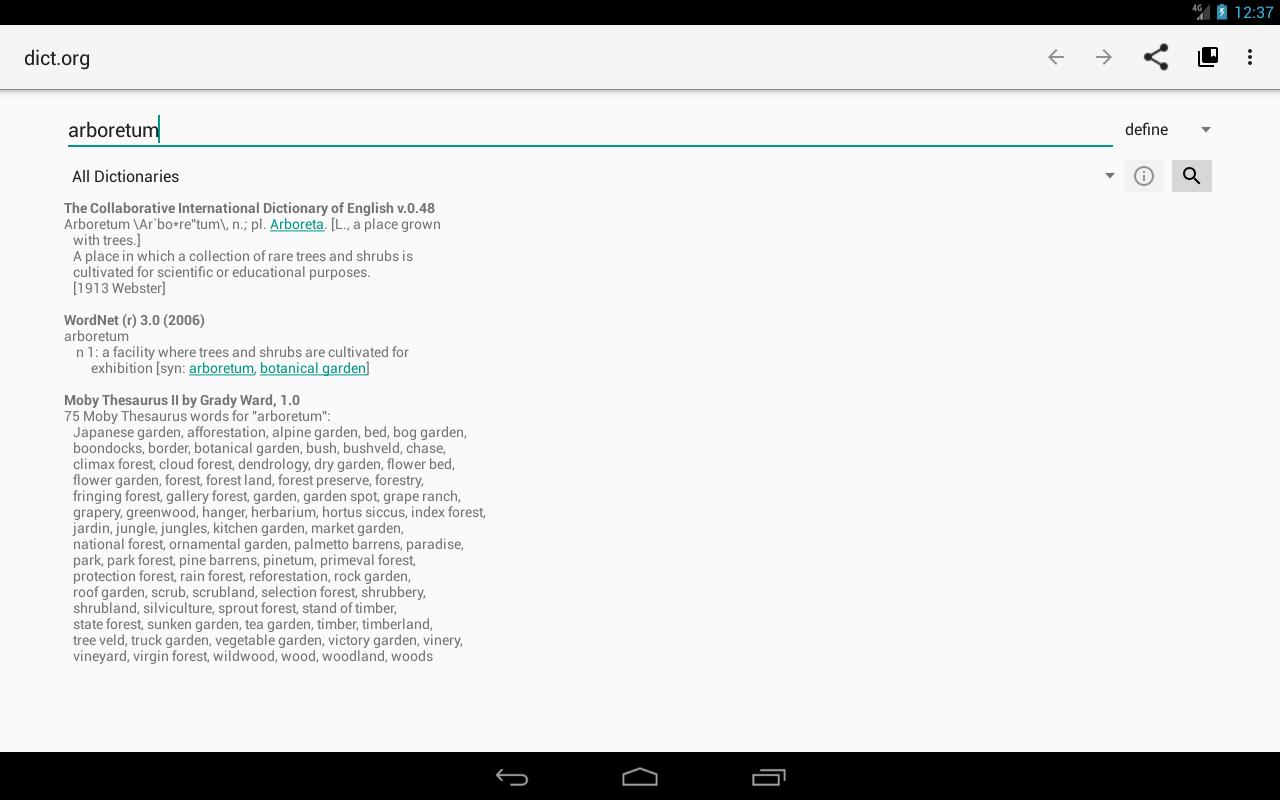 4G 12:37
dict.org
arboretum define
All Dictionaries
The Collaborative International Dictionary of English v.0.48
Arboretum \Ar`bo*re"tum\, n.; pl. Arboreta. [L., a place grown
with trees.]
A place in which a collection of rare trees and shrubs is
cultivated for scientific or educational purposes.
[1913 Webster]
WordNet (r) 3.0 (2006)
arboretum
n 1: a facility where trees and shrubs are cultivated for
exhibition [syn: arboretum, botanical garden]
Moby Thesaurus II by Grady Ward, 1.0
75 Moby Thesaurus words for "arboretum":
Japanese garden, afforestation, alpine garden, bed, bog garden,
boondocks, border, botanical garden, bush, bushveld, chase,
climax forest, cloud forest, dendrology, dry garden, flower bed,
flower garden, forest, forest land, forest preserve, forestry,
fringing forest, gallery forest, garden, garden spot, grape ranch,
grapery, greenwood, hanger, herbarium, hortus siccus, index forest,
jardin, jungle, jungles, kitchen garden, market garden,
national forest, ornamental garden, palmetto barrens, paradise,
park, park forest, pine barrens, pinetum, primeval forest,
protection forest, rain forest, reforestation, rock garden,
roof garden, scrub, scrubland, selection forest, shrubbery,
shrubland, silviculture, sprout forest, stand of timber,
state forest, sunken garden, tea garden, timber, timberland,
tree veld, truck garden, vegetable garden, victory garden, vinery,
vineyard, virgin forest, wildwood, wood, woodland, woods